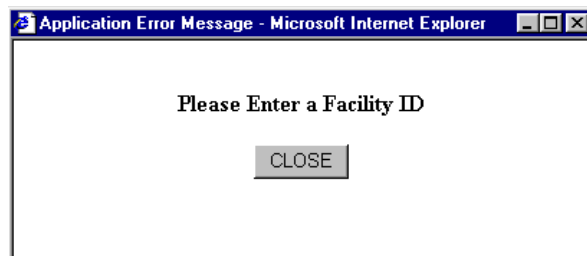 Application Error Message - Microsoft Internet Explorer
Please Enter a Facility ID
CLOSE